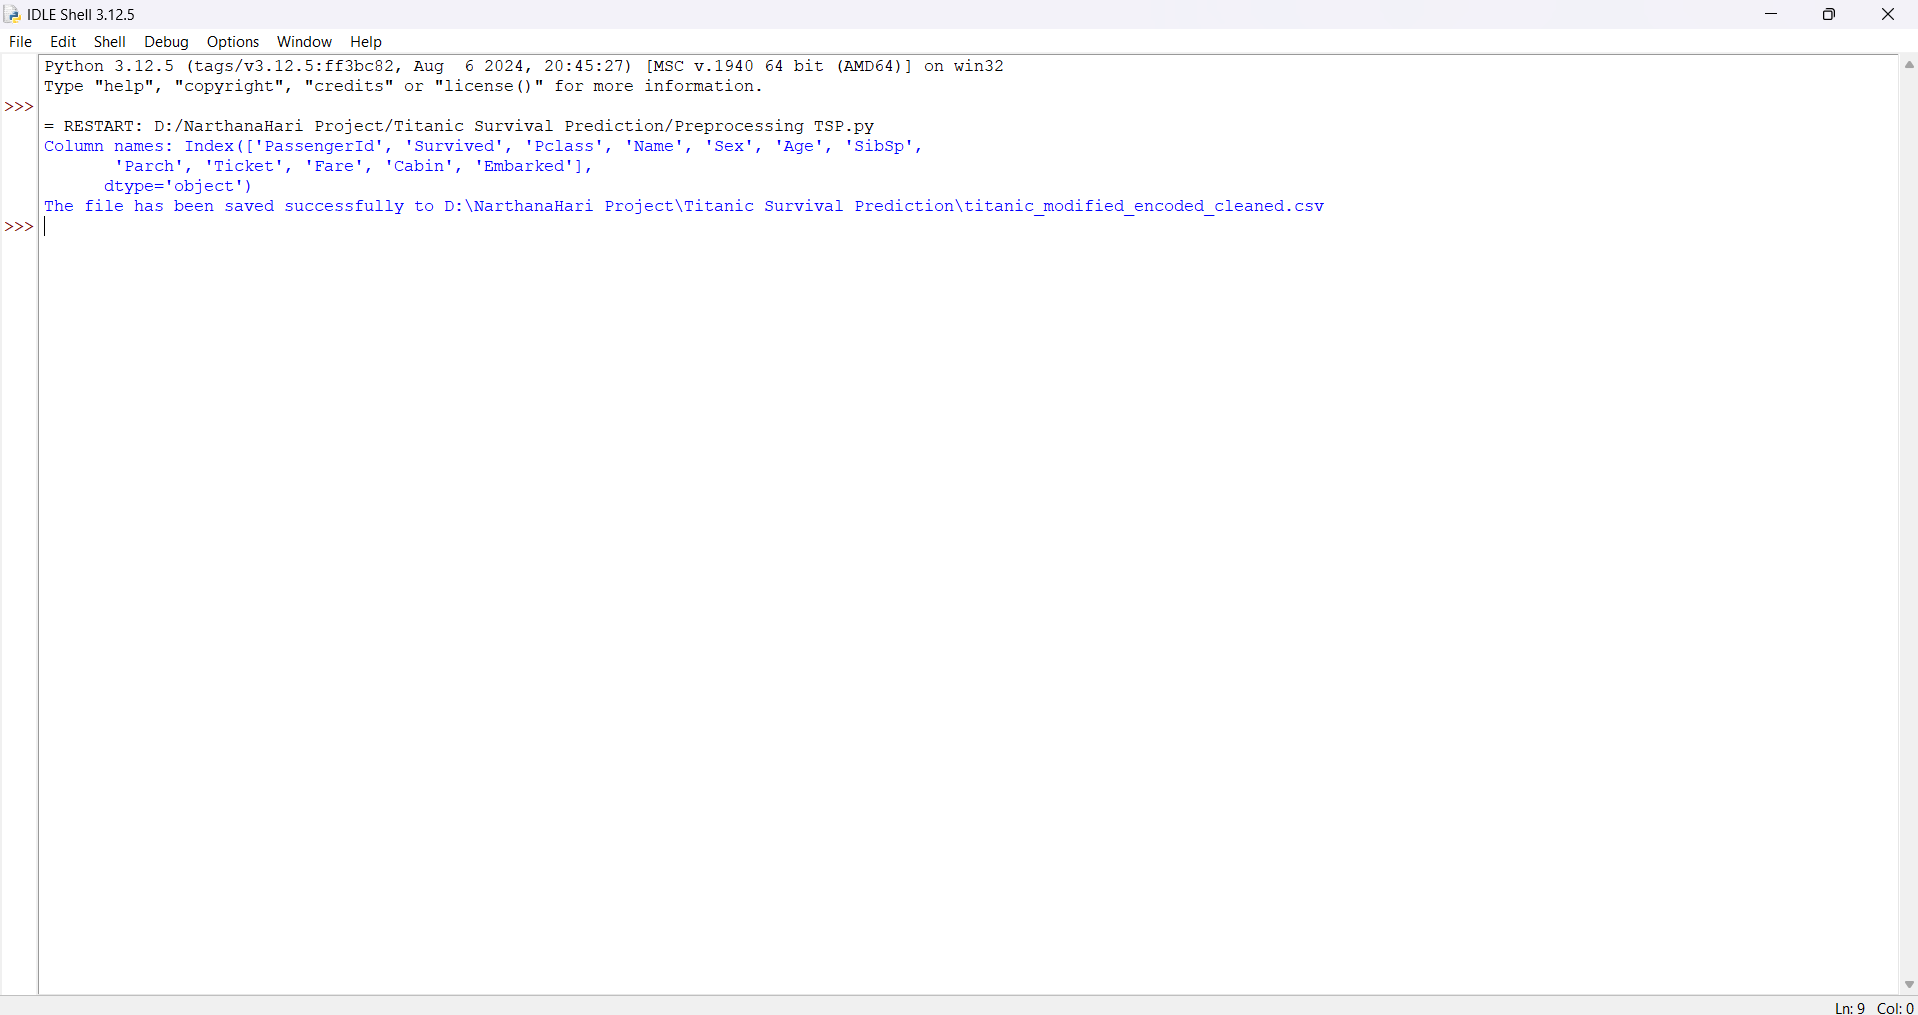 IDLE Shell 3.12.5
File Edit Shell Debug Options Window Help
Python 3.12.5 (tags/v3.12.5:ff3bc82, Aug  6 2024, 20:45:27) [MSC v.1940 64 bit (AMD64)] on win32
Type "help", "copyright", "credits" or "license()" for more information.
>>>
= RESTART: D:/NarthanaHari Project/Titanic Survival Prediction/Preprocessing TSP.py
Column names: Index(['PassengerId', 'Survived', 'Pclass', 'Name', 'Sex', 'Age', 'SibSp',
       'Parch', 'Ticket', 'Fare', 'Cabin', 'Embarked'],
      dtype='object')
The file has been saved successfully to D:\NarthanaHari Project\Titanic Survival Prediction\titanic_modified_encoded_cleaned.csv
>>>
Ln: 9 Col: 0